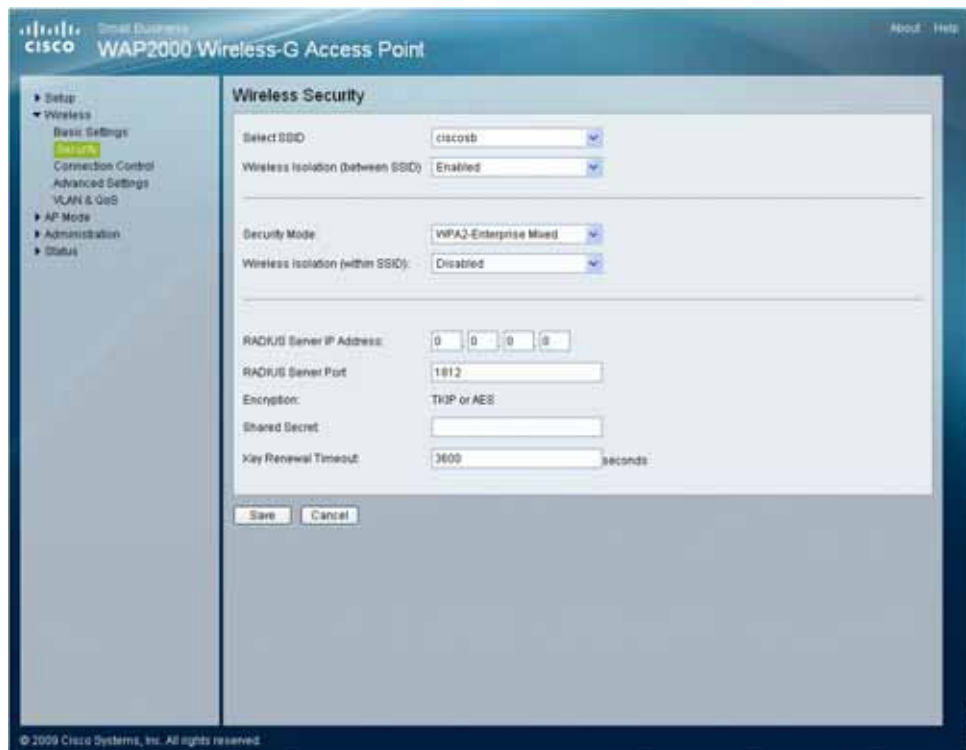 Small Business
CISCO WAP2000 Wireless-G Access Point
About Help
Setup
Wireless
Basic Settings
Security
Connection Control
Advanced Settings
VLAN & QoS
AP Mode
Administration
Status
Wireless Security
Select SSID ciscosb
Wireless Isolation (between SSID) Enabled
Security Mode: WPA2-Enterprise Mixed
Wireless Isolation (within SSID): Disabled
RADIUS Server IP Address: 0 . 0 . 0 . 0
RADIUS Server Port: 1812
Encryption: TKIP or AES
Shared Secret:
Key Renewal Timeout: 3600 seconds
Save Cancel
© 2009 Cisco Systems, Inc. All rights reserved.